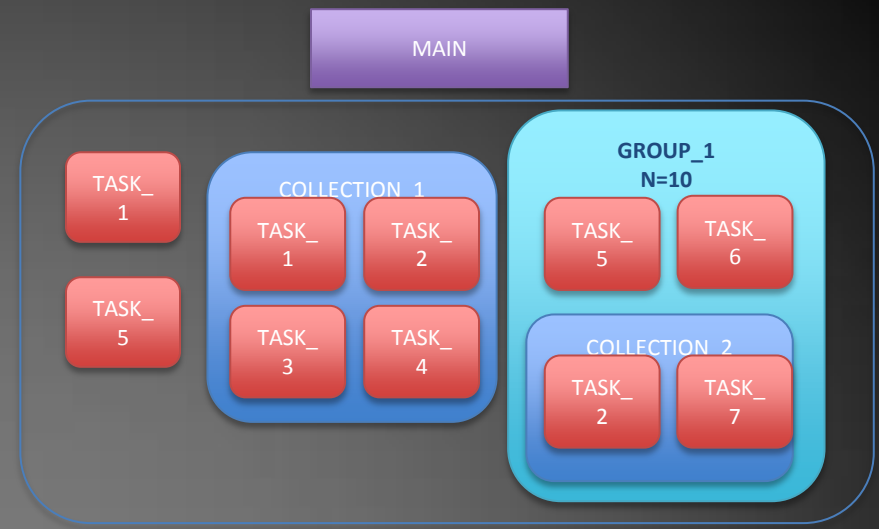 MAIN
TASK_
1
TASK_
5
COLLECTION_1
TASK_
1
TASK_
2
TASK_
3
TASK_
4
GROUP_1
N=10
TASK_
5
TASK_
6
COLLECTION_2
TASK_
2
TASK_
7